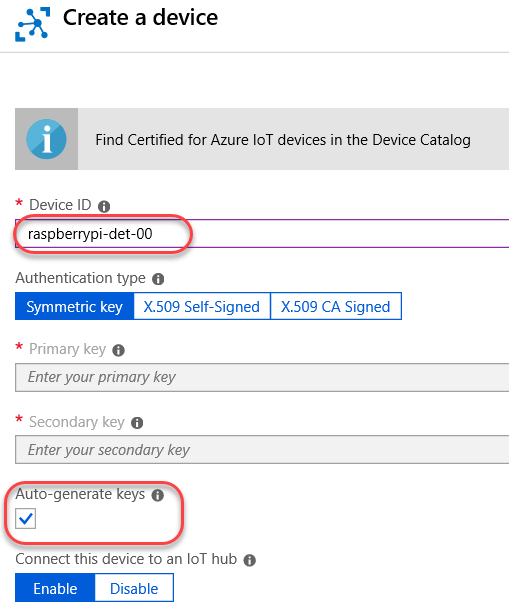 Create a device
Find Certified for Azure IoT devices in the Device Catalog
* Device ID
raspberrypi-det-00
Authentication type
Symmetric key X.509 Self-Signed X.509 CA Signed
* Primary key
Enter your primary key
* Secondary key
Enter your secondary key
Auto-generate keys
Connect this device to an IoT hub
Enable Disable